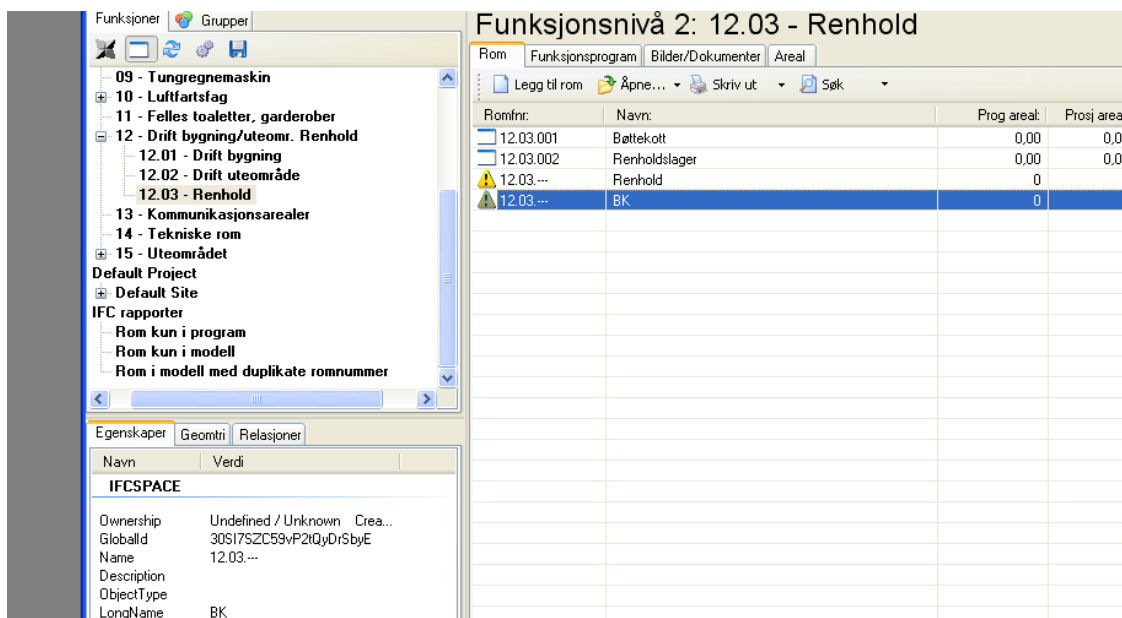 Funksjoner Grupper
09 - Tungregnemaskin
10 - Luftfartsfag
11 - Felles toaletter, garderober
12 - Drift bygning/uteomr. Renhold
12.01 - Drift bygning
12.02 - Drift uteområde
12.03 - Renhold
13 - Kommunikasjonsarealer
14 - Tekniske rom
15 - Uteområdet
Default Project
Default Site
IFC rapporter
Rom kun i program
Rom kun i modell
Rom i modell med duplikate romnummer
Egenskaper Geomtri Relasjoner
Navn Verdi
IFCSPACE
Ownership Undefined / Unknown Crea...
GlobalId 30SI7SZC59vP2tQyDrSbyE
Name 12.03.---
Description
ObjectType
LongName BK
Funksjonsnivå 2: 12.03 - Renhold
Rom Funksjonsprogram Bilder/Dokumenter Areal
Legg til rom Åpne... Skriv ut Søk
Romfnr: Navn: Prog areal: Prosj area
12.03.001 Bøttekott 0,00 0,0
12.03.002 Renholdslager 0,00 0,0
12.03.--- Renhold 0
12.03.--- BK 0